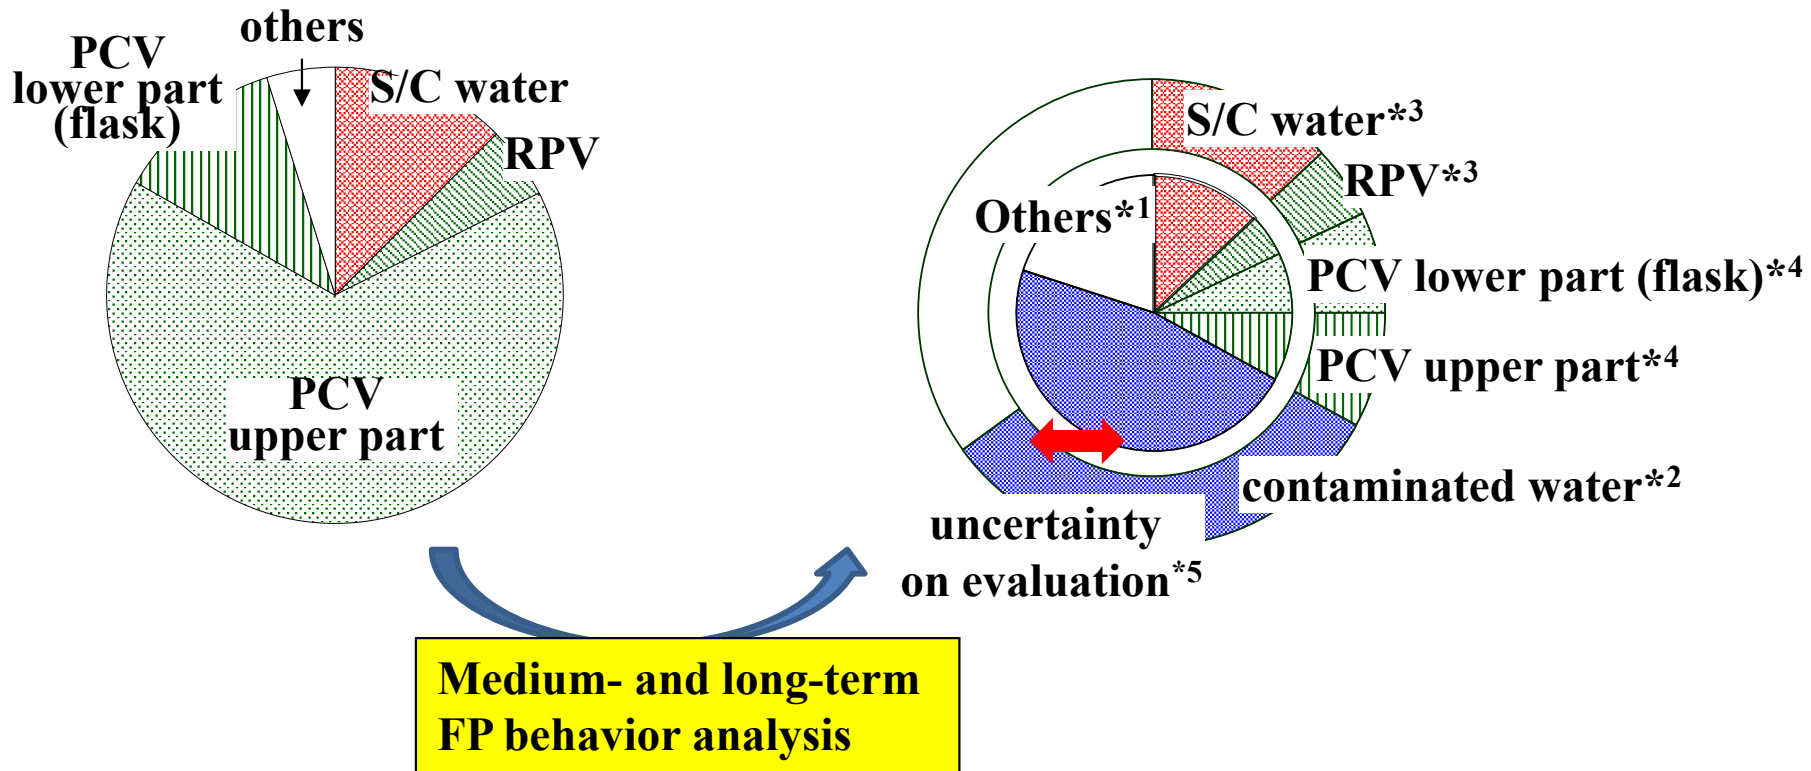 others
PCV
lower part
(flask)
S/C water
RPV
PCV
upper part
S/C water*3
RPV*3
Others*1
PCV lower part (flask)*4
PCV upper part*4
contaminated water*2
uncertainty
on evaluation*5
Medium- and long-term
FP behavior analysis